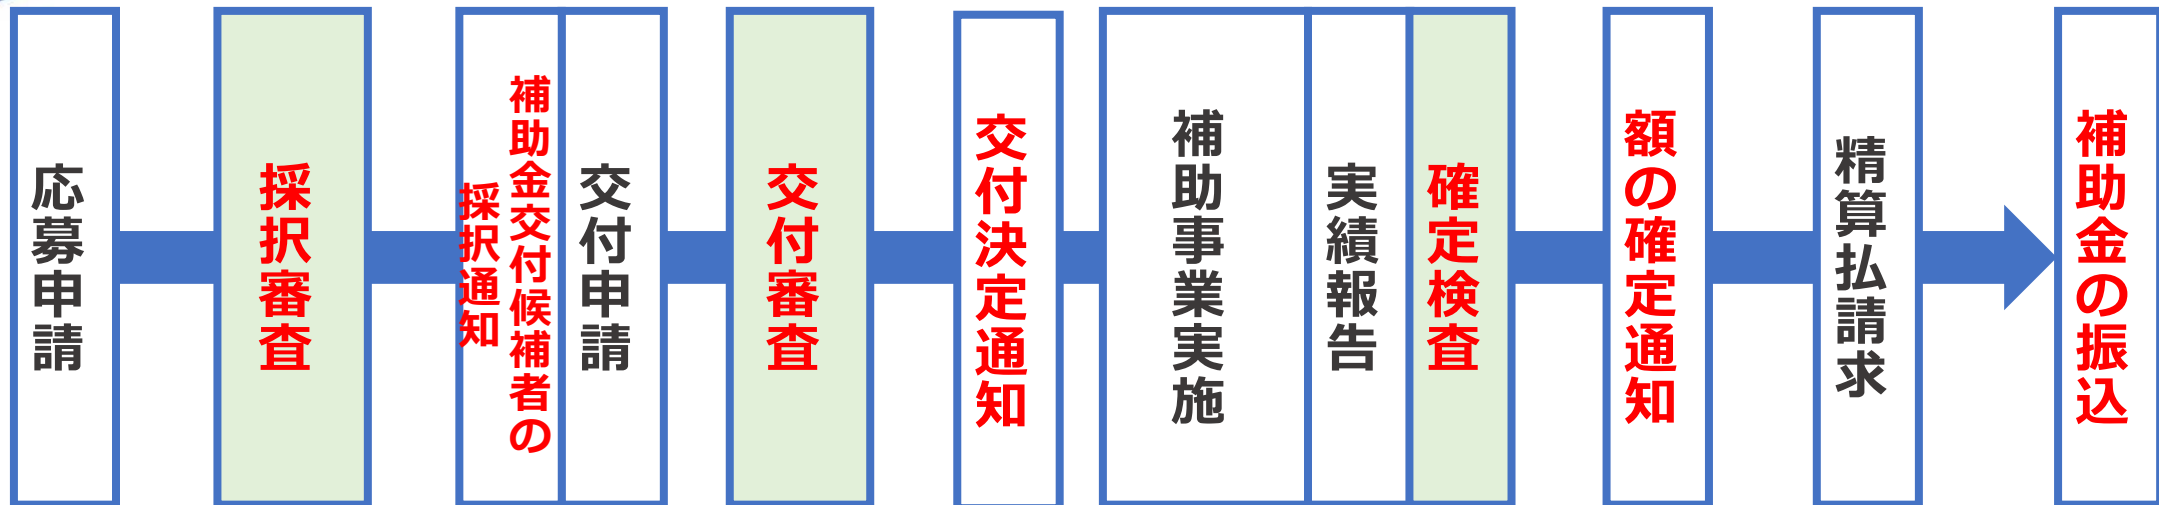 応募申請
採択審査
補助金交付候補者の
採択通知
交付申請
交付審査
交付決定通知
補助事業実施
実績報告
確定検査
額の確定通知
精算払請求
補助金の振込